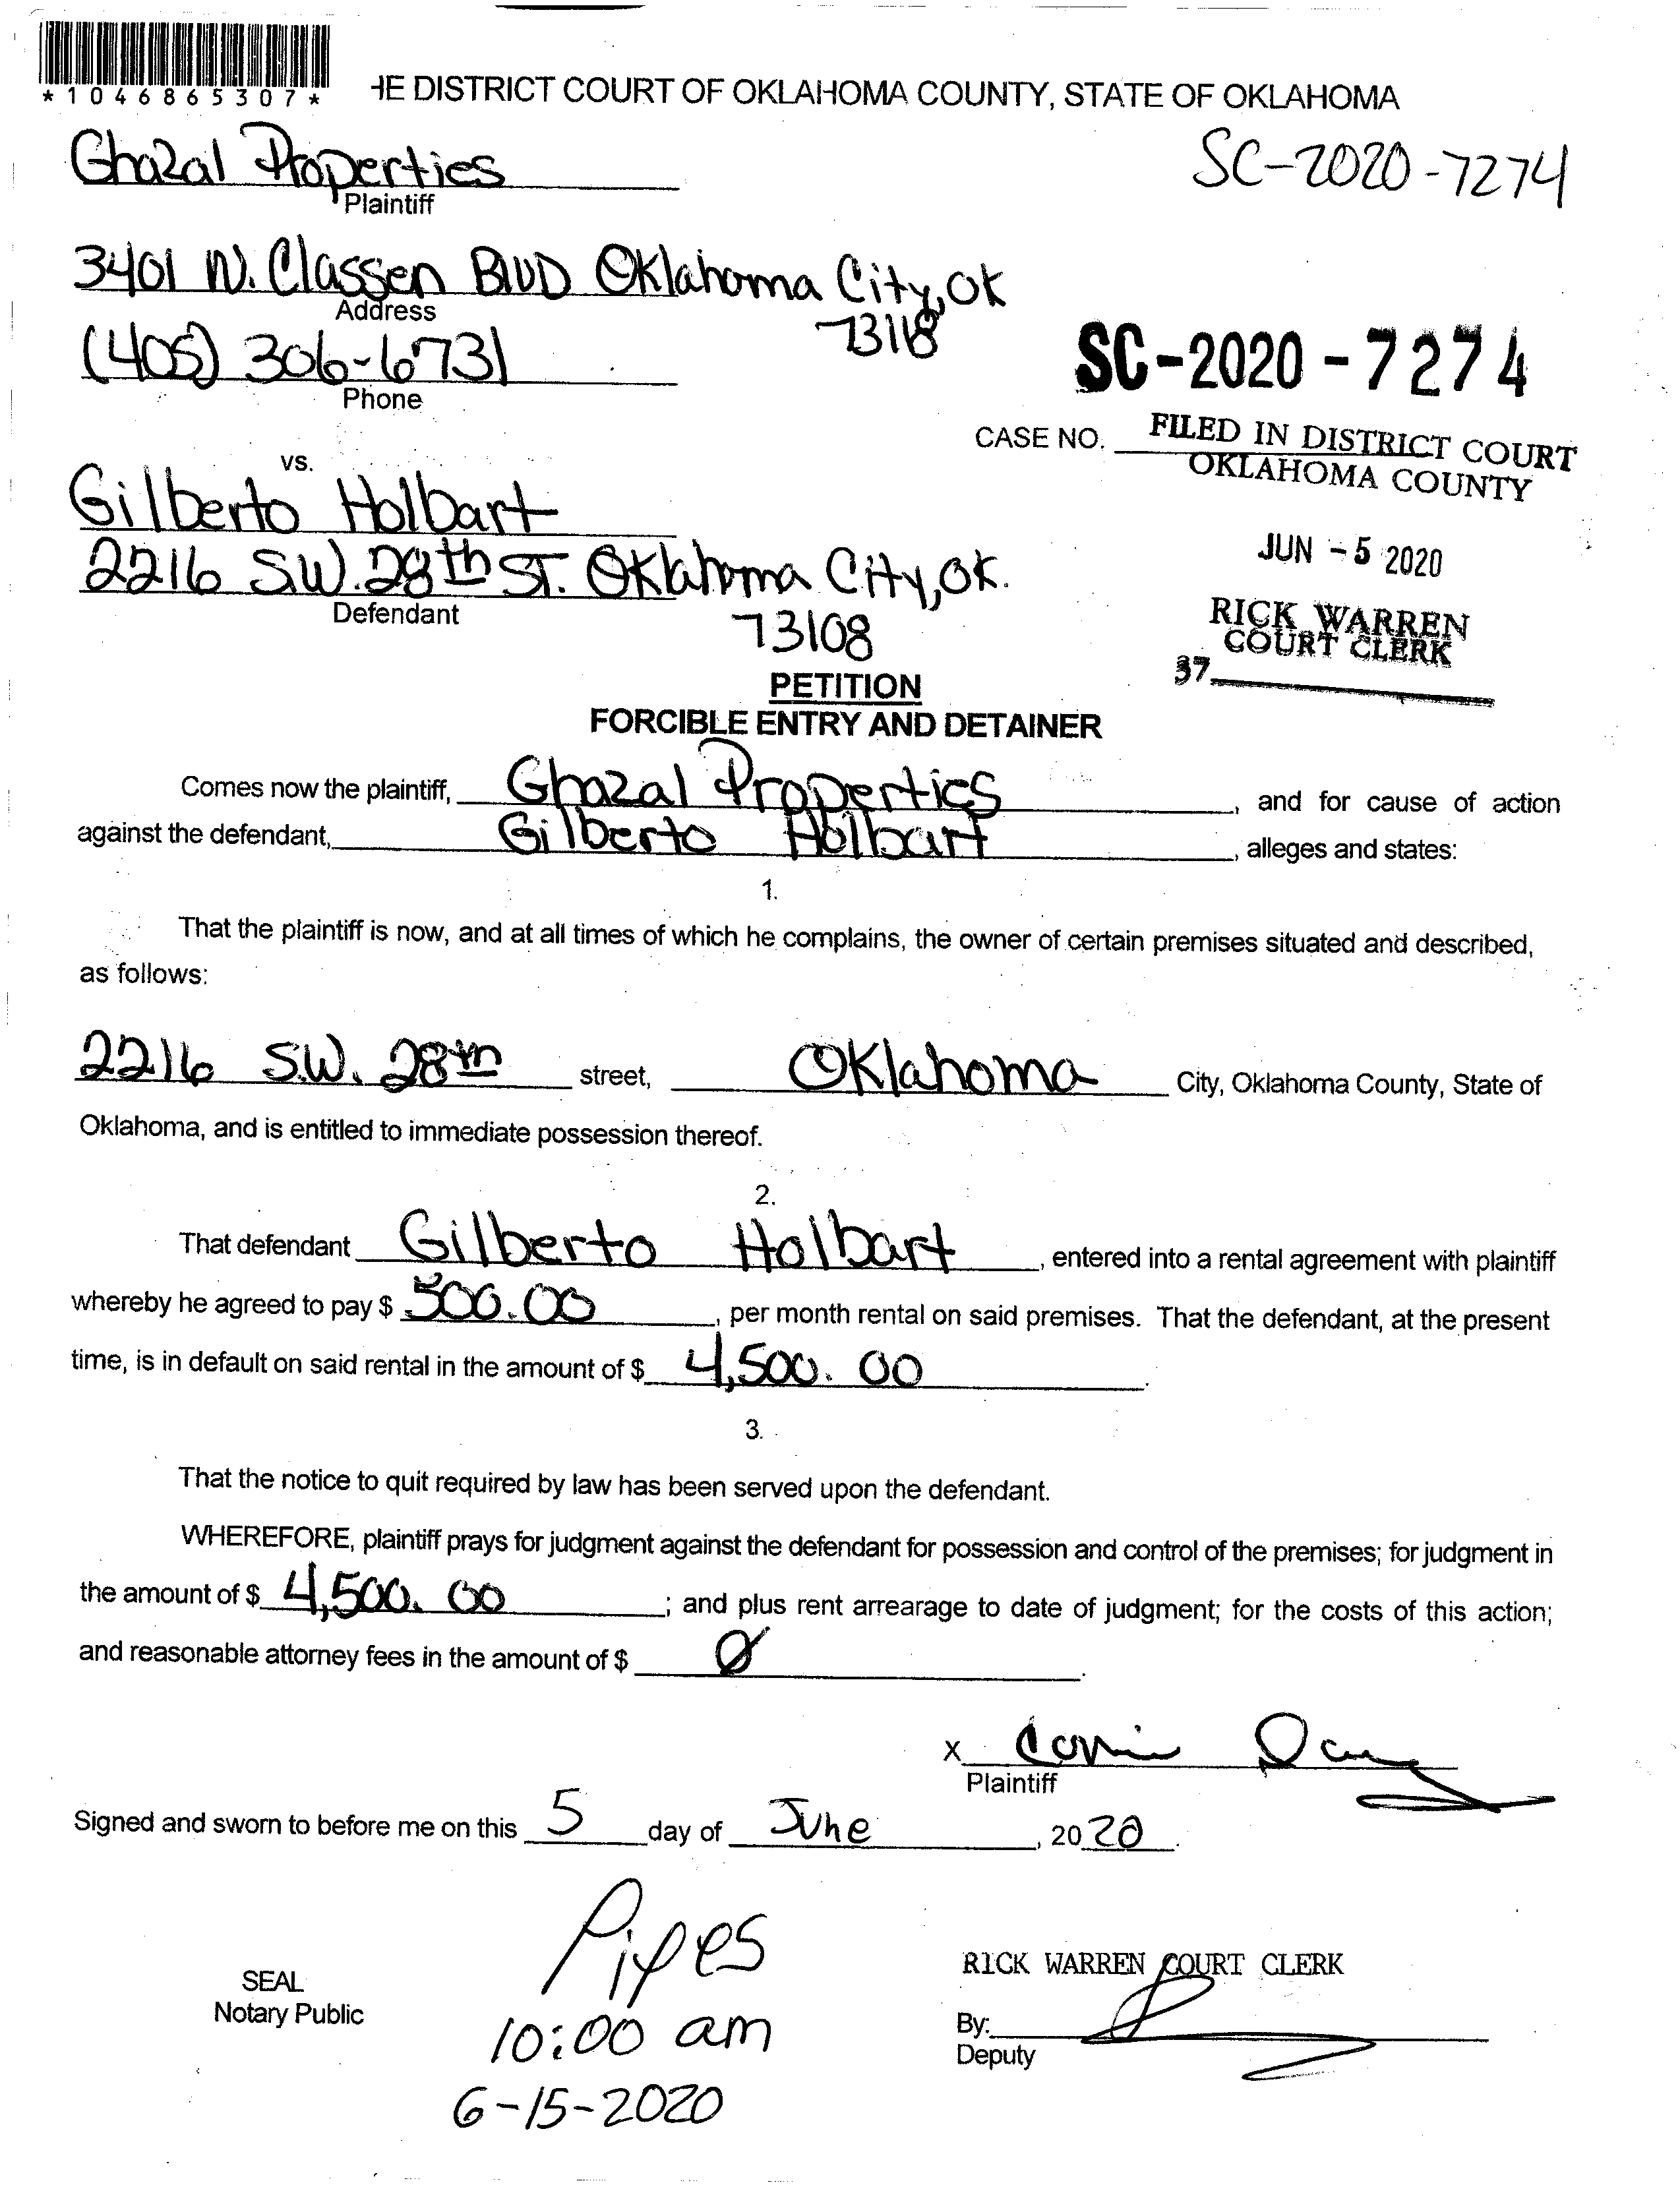 *1046865307*
HE DISTRICT COURT OF OKLAHOMA COUNTY, STATE OF OKLAHOMA
Ghazal Properties
SC-2020-7274
Plaintiff
3401 N. Classen BLVD Oklahoma City, OK
Address
73118
(405) 306-6731
Phone
SC-2020-7274
CASE NO.
FILED IN DISTRICT COURT
OKLAHOMA COUNTY
vs.
Gilberto Holbart
JUN -5 2020
2216 S.W. 28th ST. Oklahoma City, OK.
Defendant
73108
RICK WARREN
COURT CLERK
37
PETITION
FORCIBLE ENTRY AND DETAINER
Comes now the plaintiff, Ghazal Properties, and for cause of action
against the defendant, Gilberto Holbart, alleges and states:
1.
That the plaintiff is now, and at all times of which he complains, the owner of certain premises situated and described,
as follows:
2216 S.W. 28th street, Oklahoma City, Oklahoma County, State of
Oklahoma, and is entitled to immediate possession thereof.
2.
That defendant Gilberto Holbart, entered into a rental agreement with plaintiff
whereby he agreed to pay $ 500.00, per month rental on said premises. That the defendant, at the present
time, is in default on said rental in the amount of $ 4,500.00.
3.
That the notice to quit required by law has been served upon the defendant.
WHEREFORE, plaintiff prays for judgment against the defendant for possession and control of the premises; for judgment in
the amount of $ 4,500.00; and plus rent arrearage to date of judgment; for the costs of this action;
and reasonable attorney fees in the amount of $ Ø.
X
Plaintiff
Signed and sworn to before me on this 5 day of June, 2020.
Pipes
10:00 am
6-15-2020
SEAL
Notary Public
RICK WARREN COURT CLERK
By:
Deputy